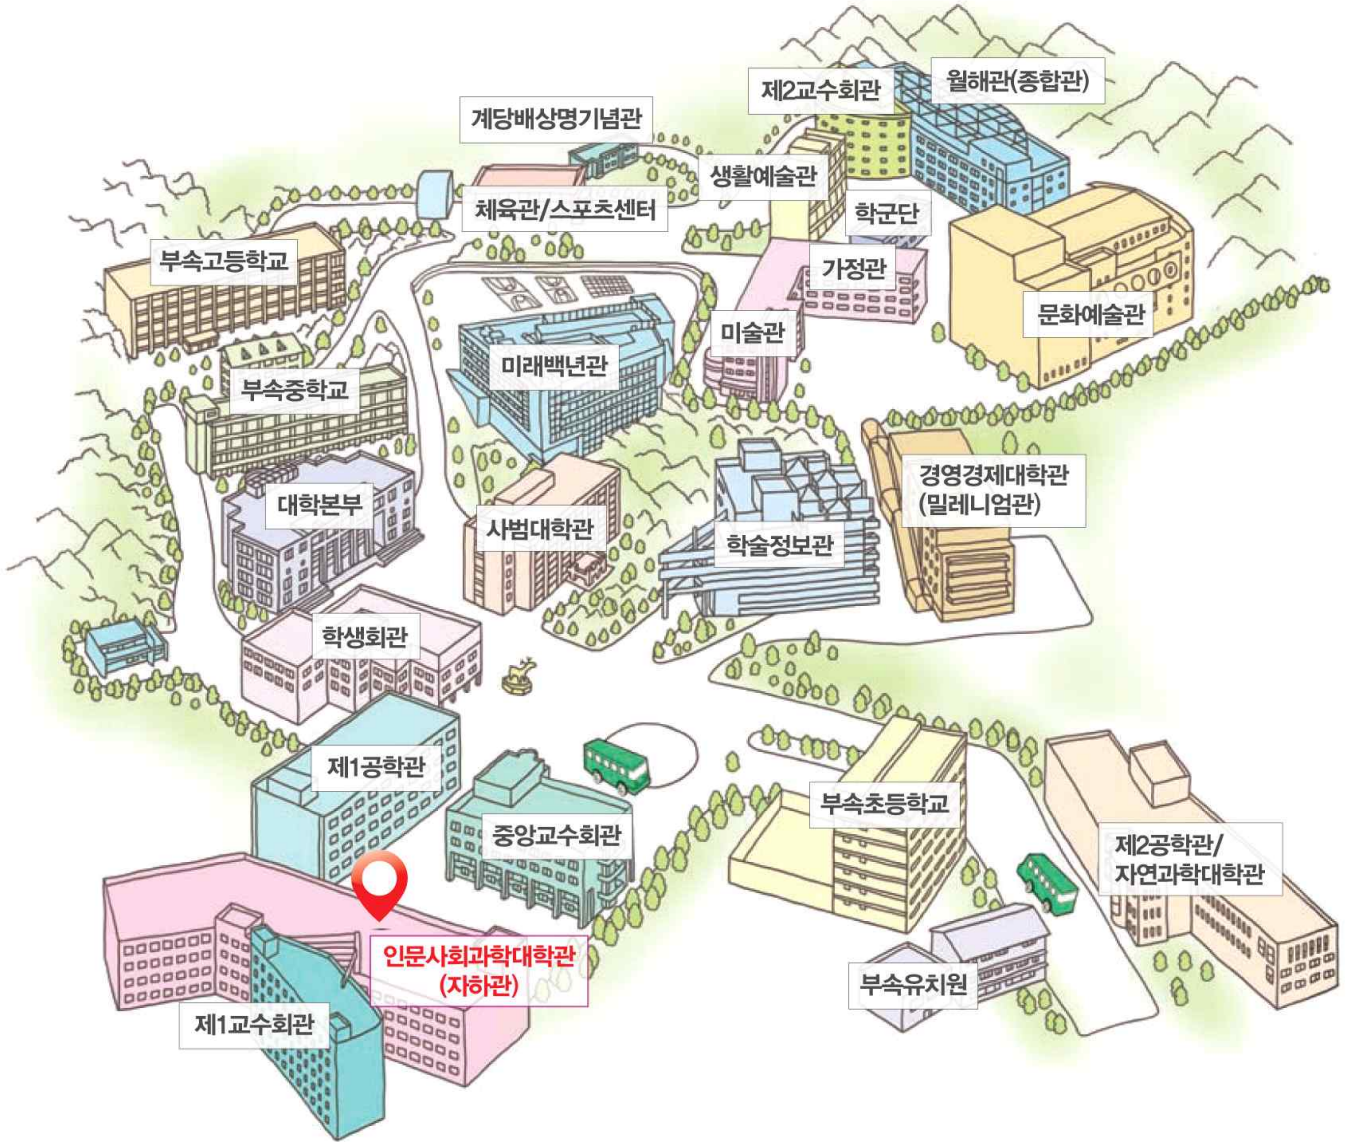 월해관(종합관)
제2교수회관
계당배상명기념관
생활예술관
체육관/스포츠센터
학군단
부속고등학교
가정관
문화예술관
미술관
미래백년관
부속중학교
경영경제대학관
(밀레니엄관)
대학본부
사범대학관
학술정보관
학생회관
제1공학관
부속초등학교
중앙교수회관
제2공학관/
자연과학대학관
인문사회과학대학관
(자하관)
부속유치원
제1교수회관